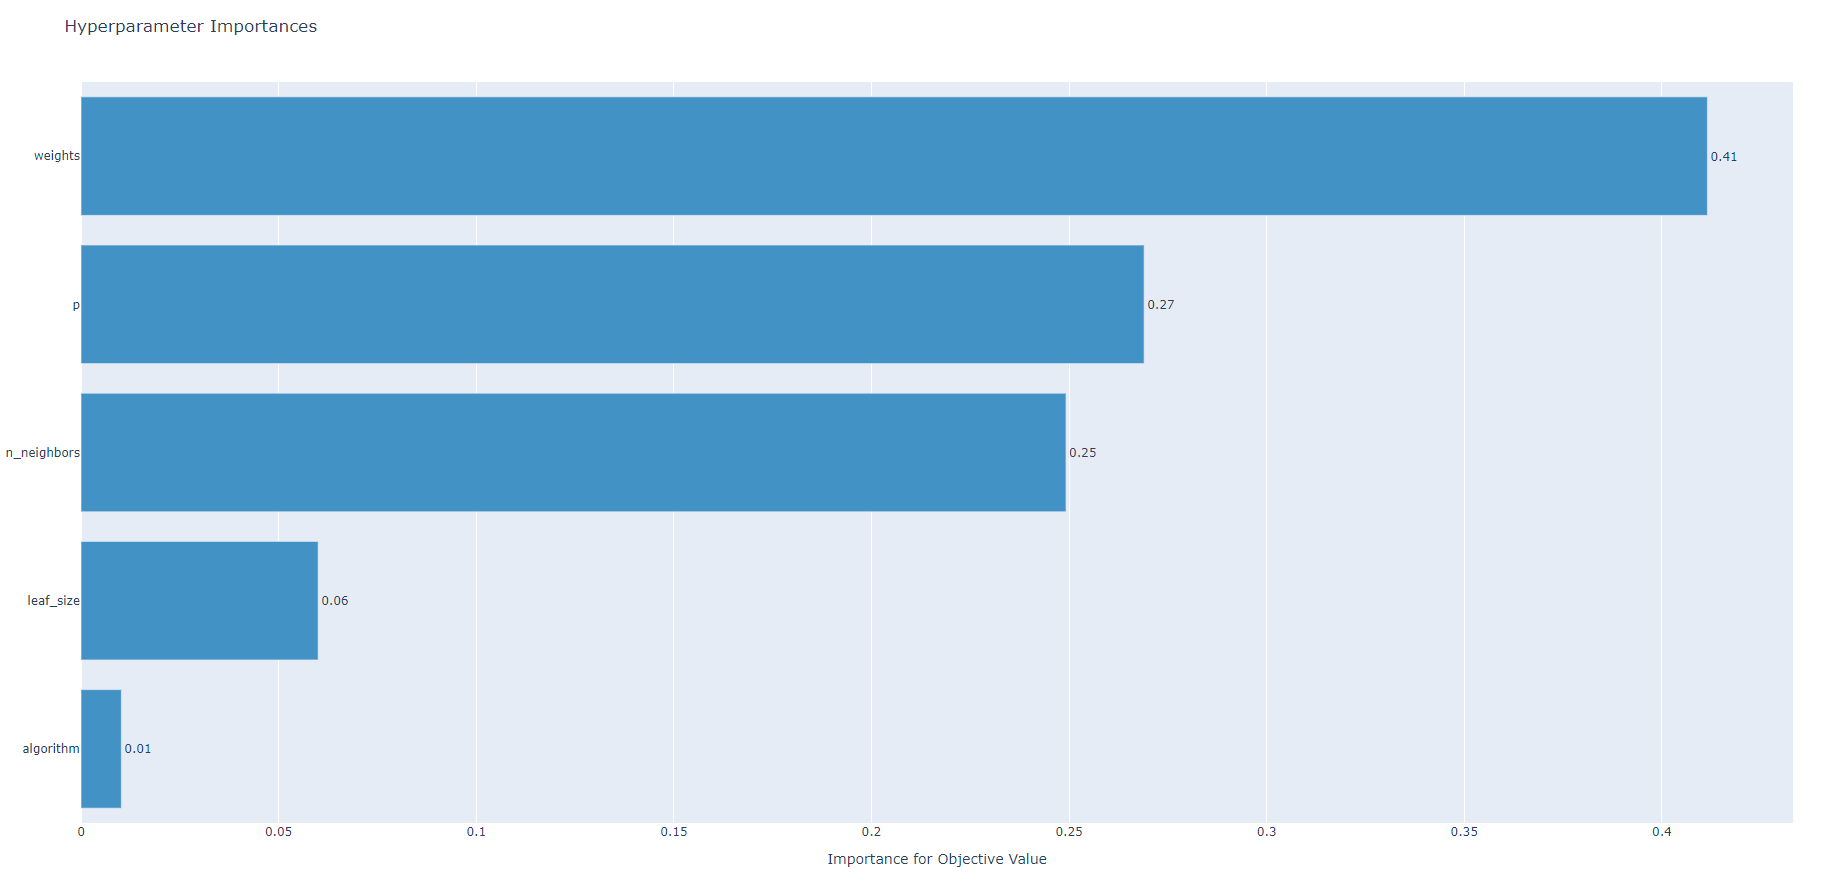 Hyperparameter Importances
weights
0.41
p
0.27
n_neighbors
0.25
leaf_size
0.06
algorithm
0.01
0 0.05 0.1 0.15 0.2 0.25 0.3 0.35 0.4
Importance for Objective Value